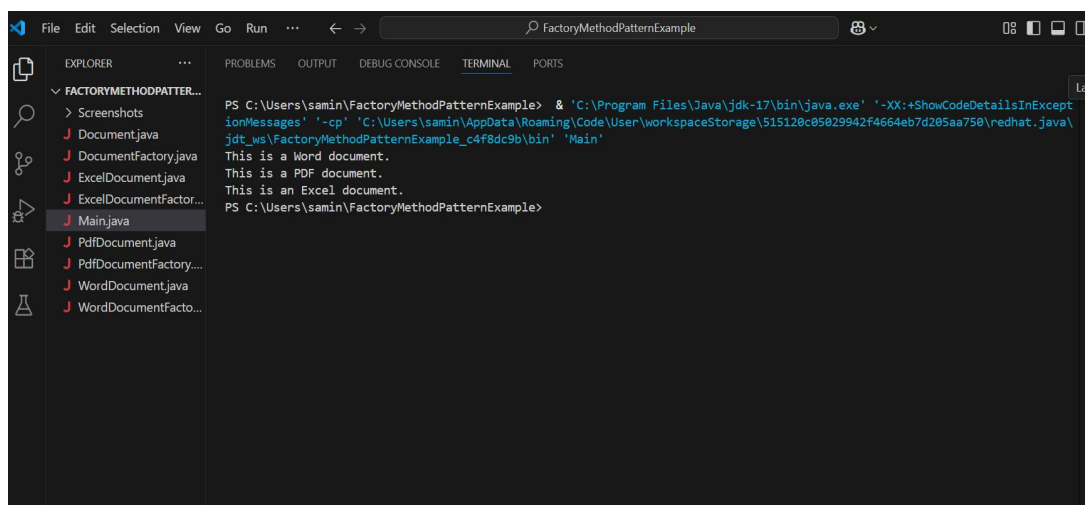 File Edit Selection View Go Run ··· ← → FactoryMethodPatternExample
EXPLORER ···
FACTORYMETHODPATTER...
Screenshots
J Document.java
J DocumentFactory.java
J ExcelDocument.java
J ExcelDocumentFactor...
J Main.java
J PdfDocument.java
J PdfDocumentFactory....
J WordDocument.java
J WordDocumentFacto...
PROBLEMS OUTPUT DEBUG CONSOLE TERMINAL PORTS
La
PS C:\Users\samin\FactoryMethodPatternExample> & 'C:\Program Files\Java\jdk-17\bin\java.exe' '-XX:+ShowCodeDetailsInExcept
ionMessages' '-cp' 'C:\Users\samin\AppData\Roaming\Code\User\workspaceStorage\515120c05029942f4664eb7d205aa750\redhat.java\
jdt_ws\FactoryMethodPatternExample_c4f8dc9b\bin' 'Main'
This is a Word document.
This is a PDF document.
This is an Excel document.
PS C:\Users\samin\FactoryMethodPatternExample>